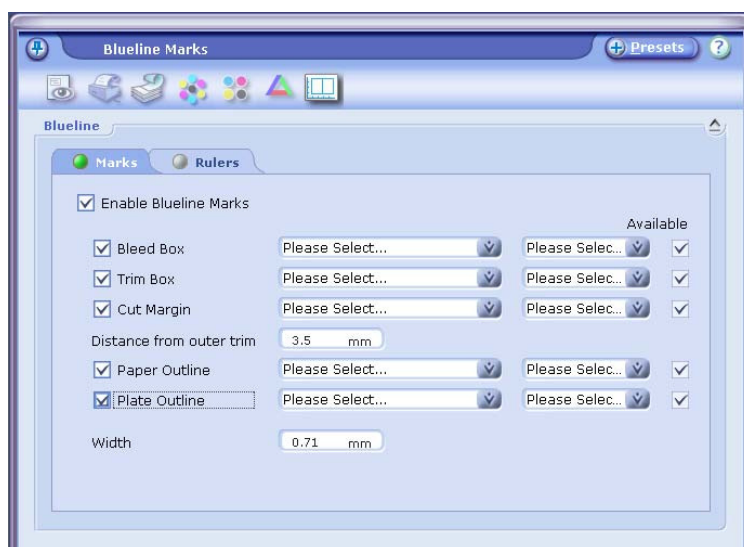 Blueline Marks Presets ?
Blueline
Marks Rulers
Enable Blueline Marks
Available
Bleed Box Please Select... Please Selec...
Trim Box Please Select... Please Selec...
Cut Margin Please Select... Please Selec...
Distance from outer trim 3.5 mm
Paper Outline Please Select... Please Selec...
Plate Outline Please Select... Please Selec...
Width 0.71 mm